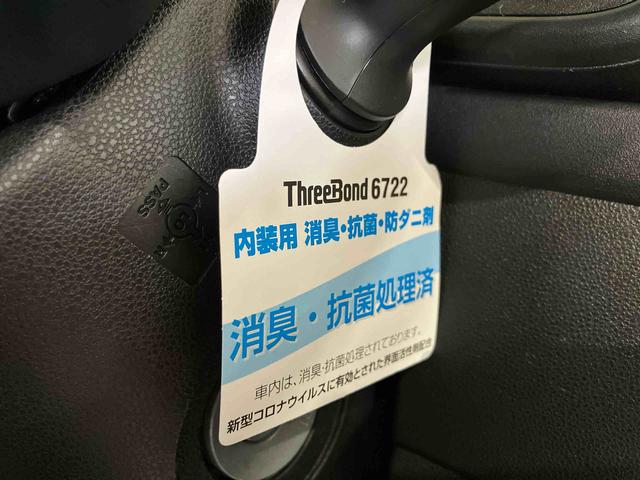 ThreeBond 6722
内装用 消臭・抗菌・防ダニ剤
消臭・抗菌処理済
車内は、消臭・抗菌処理されております。
新型コロナウイルスに有効とされた界面活性剤配合
PASS